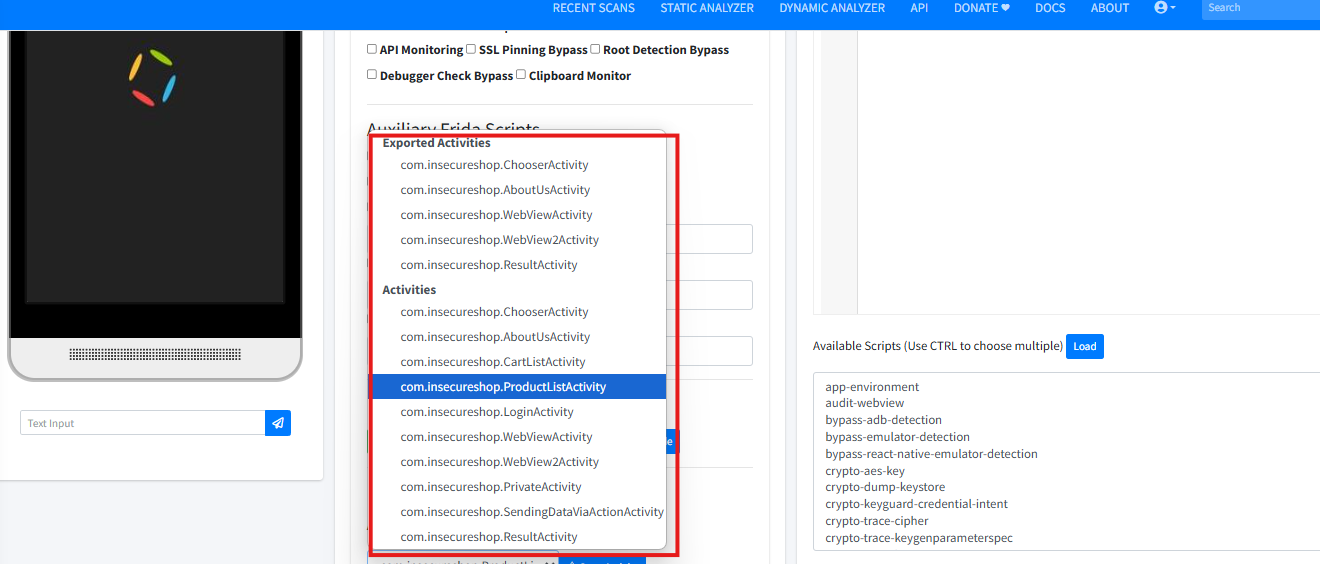 RECENT SCANS STATIC ANALYZER DYNAMIC ANALYZER API DONATE DOCS ABOUT Search
API Monitoring SSL Pinning Bypass Root Detection Bypass
Debugger Check Bypass Clipboard Monitor
Auxiliary Frida Scripts
Exported Activities
com.insecureshop.ChooserActivity
com.insecureshop.AboutUsActivity
com.insecureshop.WebViewActivity
com.insecureshop.WebView2Activity
com.insecureshop.ResultActivity
Activities
com.insecureshop.ChooserActivity
com.insecureshop.AboutUsActivity
com.insecureshop.CartListActivity
com.insecureshop.ProductListActivity
com.insecureshop.LoginActivity
com.insecureshop.WebViewActivity
com.insecureshop.WebView2Activity
com.insecureshop.PrivateActivity
com.insecureshop.SendingDataViaActionActivity
com.insecureshop.ResultActivity
Text Input
Available Scripts (Use CTRL to choose multiple) Load
app-environment
audit-webview
bypass-adb-detection
bypass-emulator-detection
bypass-react-native-emulator-detection
crypto-aes-key
crypto-dump-keystore
crypto-keyguard-credential-intent
crypto-trace-cipher
crypto-trace-keygenparameterspec